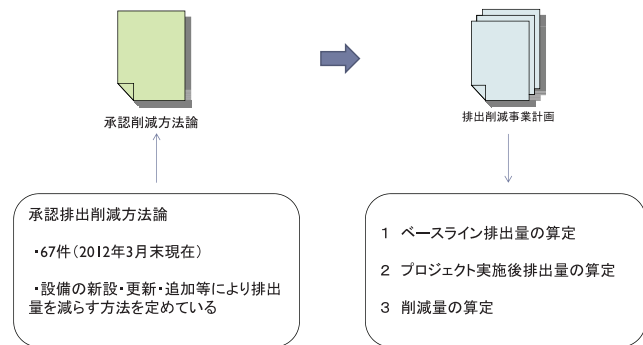 承認削減方法論
排出削減事業計画
承認排出削減方法論
・67件（2012年3月末現在）
・設備の新設・更新・追加等により排出
量を減らす方法を定めている
1 ベースライン排出量の算定
2 プロジェクト実施後排出量の算定
3 削減量の算定